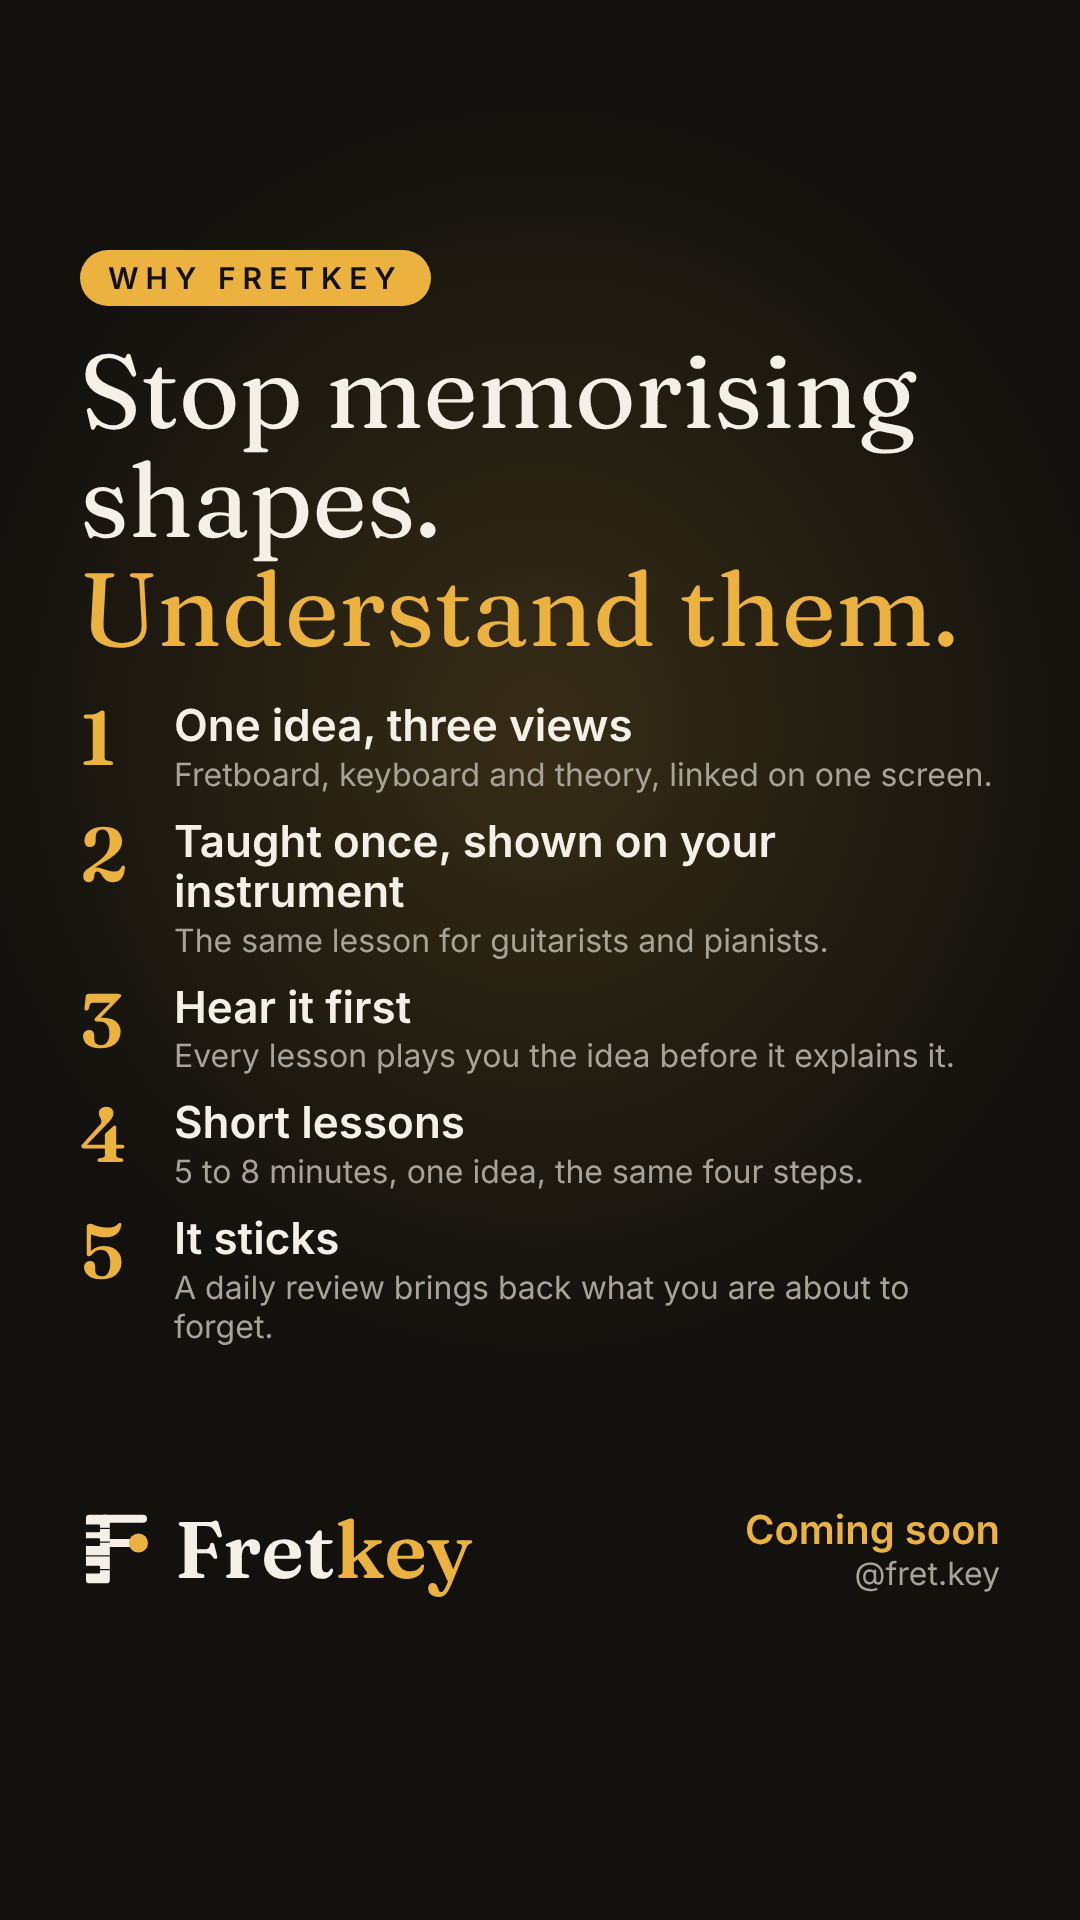 WHY FRETKEY
Stop memorising
shapes.
Understand them.
1 One idea, three views
Fretboard, keyboard and theory, linked on one screen.
2 Taught once, shown on your
instrument
The same lesson for guitarists and pianists.
3 Hear it first
Every lesson plays you the idea before it explains it.
4 Short lessons
5 to 8 minutes, one idea, the same four steps.
5 It sticks
A daily review brings back what you are about to
forget.
Fretkey
Coming soon
@fret.key